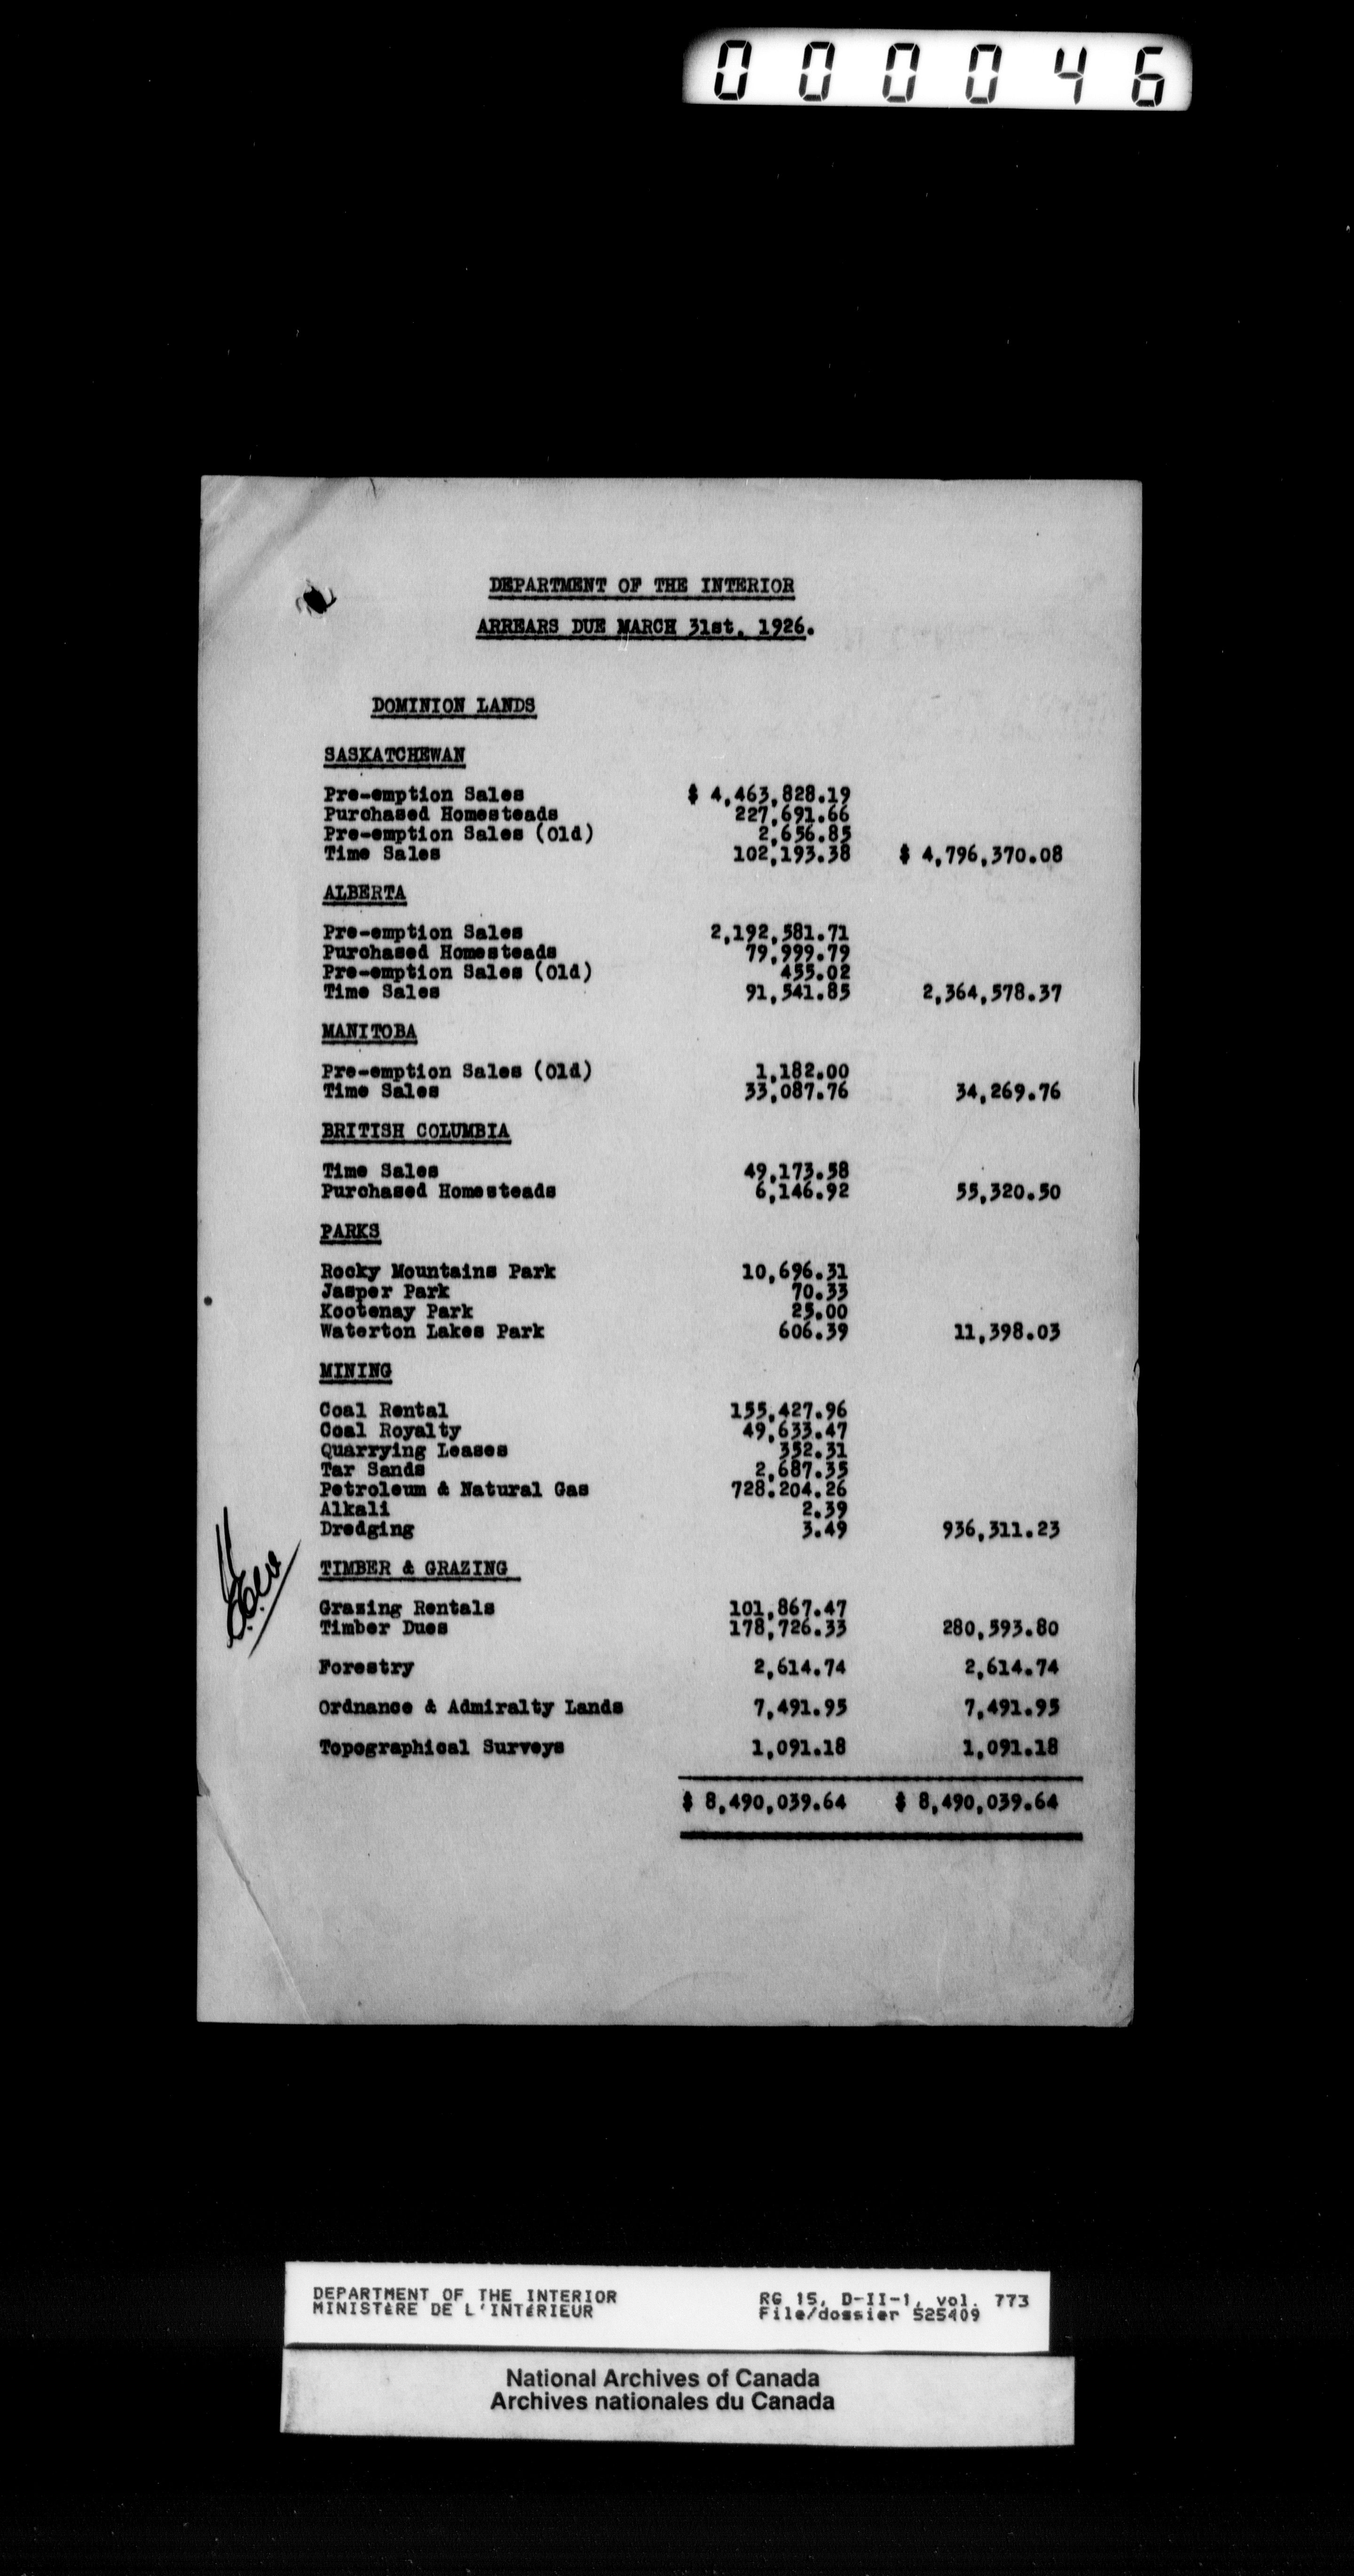 000046
DEPARTMENT OF THE INTERIOR
ARREARS DUE MARCH 31st. 1926.
DOMINION LANDS
SASKATCHEWAN
Pre-emption Sales $ 4,463,828.19
Purchased Homesteads 227,691.66
Pre-emption Sales (Old) 2,656.85
Time Sales 102,193.38 $ 4,796,370.08
ALBERTA
Pre-emption Sales 2,192,581.71
Purchased Homesteads 79,999.79
Pre-emption Sales (Old) 455.02
Time Sales 91,541.85 2,364,578.37
MANITOBA
Pre-emption Sales (Old) 1,182.00
Time Sales 33,087.76 34,269.76
BRITISH COLUMBIA
Time Sales 49,173.58
Purchased Homesteads 6,146.92 55,320.50
PARKS
Rocky Mountains Park 10,696.31
Jasper Park 70.33
Kootenay Park 25.00
Waterton Lakes Park 606.39 11,398.03
MINING
Coal Rental 155,427.96
Coal Royalty 49,633.47
Quarrying Leases 352.31
Tar Sands 2,687.35
Petroleum & Natural Gas 728.204.26
Alkali 2.39
Dredging 3.49 936,311.23
TIMBER & GRAZING
Grazing Rentals 101,867.47
Timber Dues 178,726.33 280,593.80
Forestry 2,614.74 2,614.74
Ordnance & Admiralty Lands 7,491.95 7,491.95
Topographical Surveys 1,091.18 1,091.18
$ 8,490,039.64 $ 8,490,039.64
DEPARTMENT OF THE INTERIOR RG 15, D-II-1, vol. 773
MINISTÈRE DE L'INTÉRIEUR File/dossier 525409
National Archives of Canada
Archives nationales du Canada